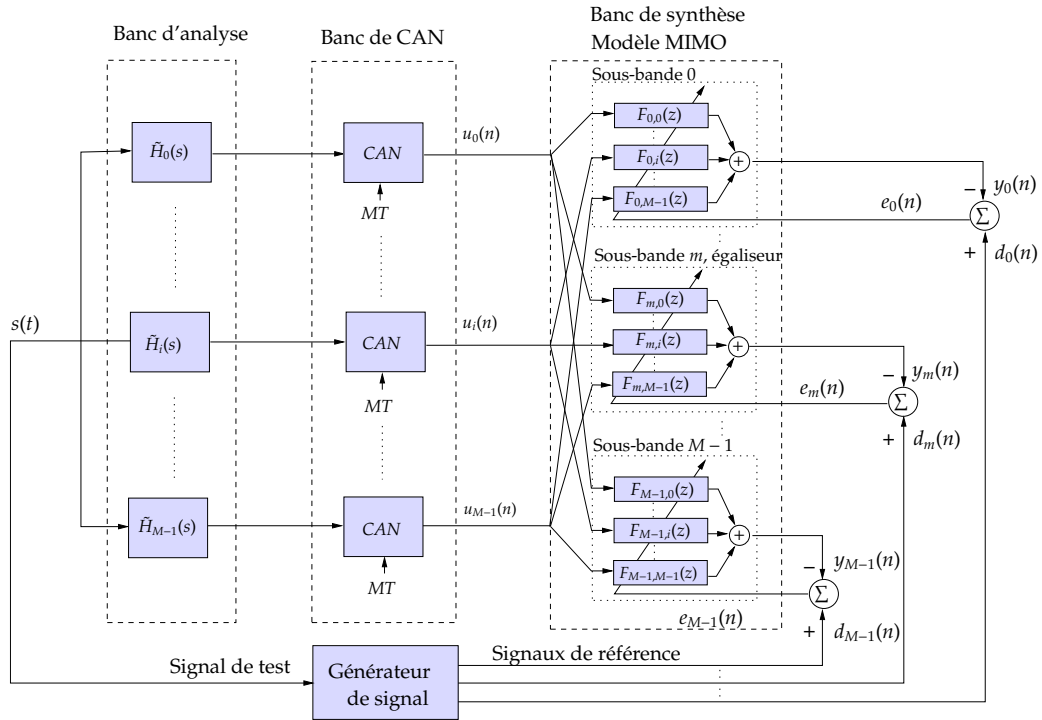 Banc d'analyse
Banc de CAN
Banc de synthèse
Modèle MIMO
Sous-bande 0
H̃₀(s)
CAN
MT
u₀(n)
F₀,₀(z)
F₀,ᵢ(z)
F₀,M−1(z)
+
y₀(n)
−
Σ
e₀(n)
+
d₀(n)
s(t)
H̃ᵢ(s)
CAN
MT
uᵢ(n)
Sous-bande m, égaliseur
Fm,₀(z)
Fm,ᵢ(z)
Fm,M−1(z)
+
yₘ(n)
−
Σ
eₘ(n)
+
dₘ(n)
H̃M−1(s)
CAN
MT
uM−1(n)
Sous-bande M − 1
FM−1,0(z)
FM−1,i(z)
FM−1,M−1(z)
+
yM−1(n)
−
Σ
eM−1(n)
+
dM−1(n)
Signal de test
Générateur
de signal
Signaux de référence